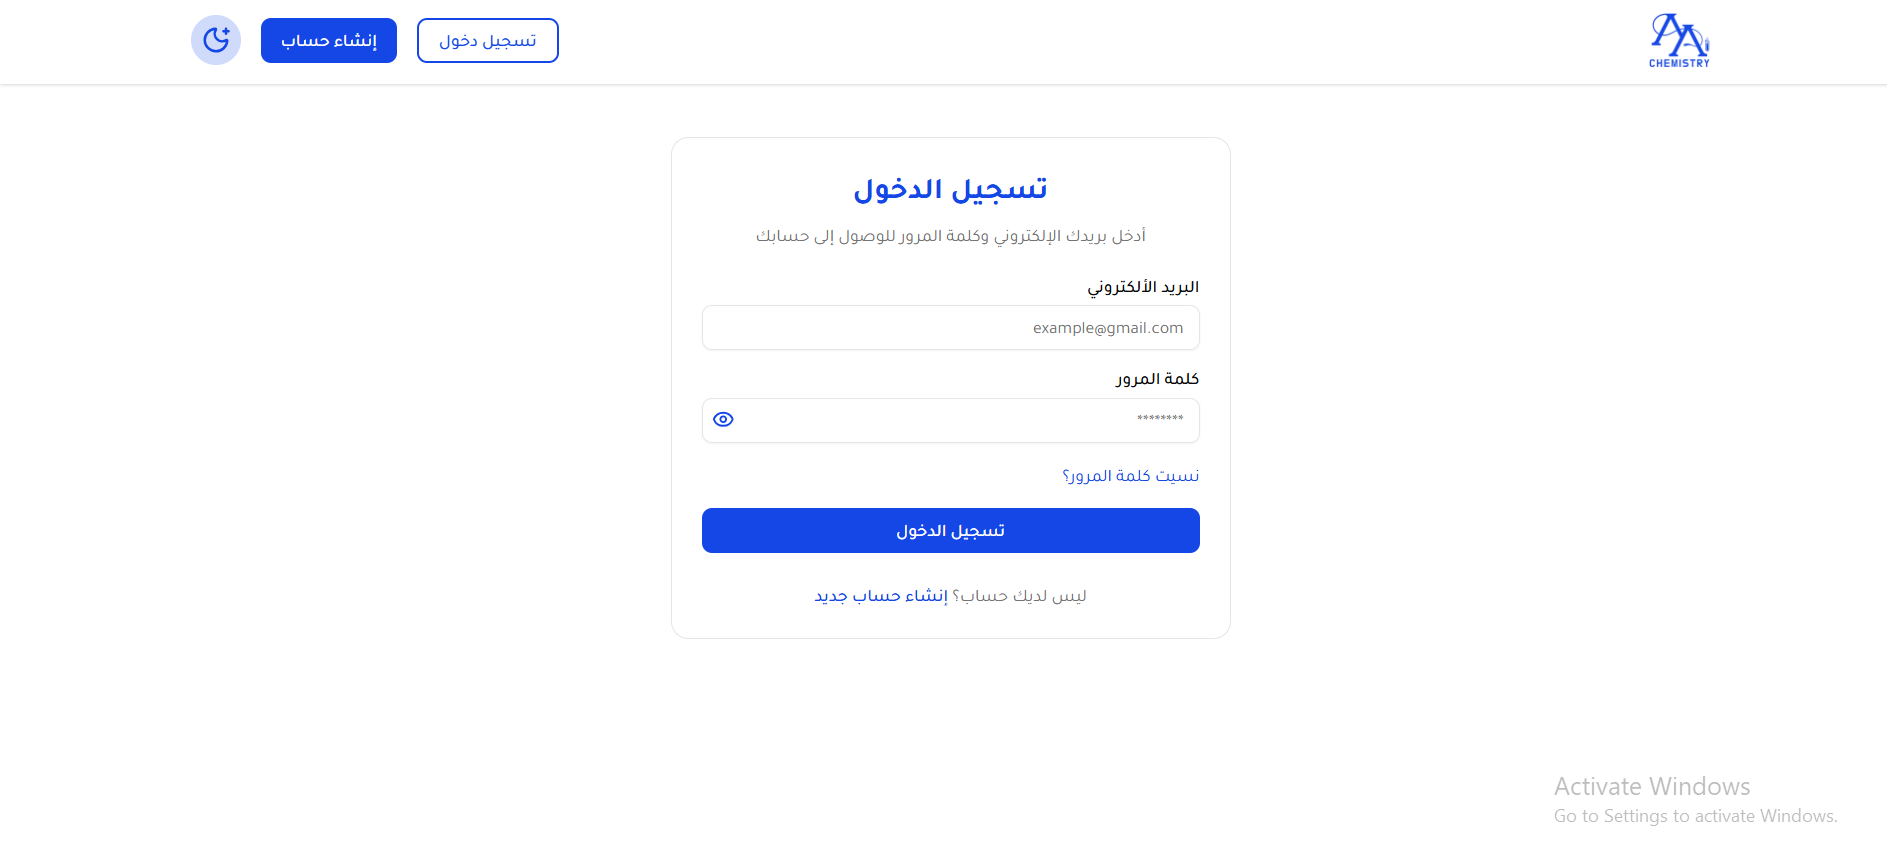 AA
CHEMISTRY
تسجيل دخول
إنشاء حساب
تسجيل الدخول
أدخل بريدك الإلكتروني وكلمة المرور للوصول إلى حسابك
البريد الألكتروني
example@gmail.com
كلمة المرور
********
نسيت كلمة المرور؟
تسجيل الدخول
ليس لديك حساب؟ إنشاء حساب جديد
Activate Windows
Go to Settings to activate Windows.